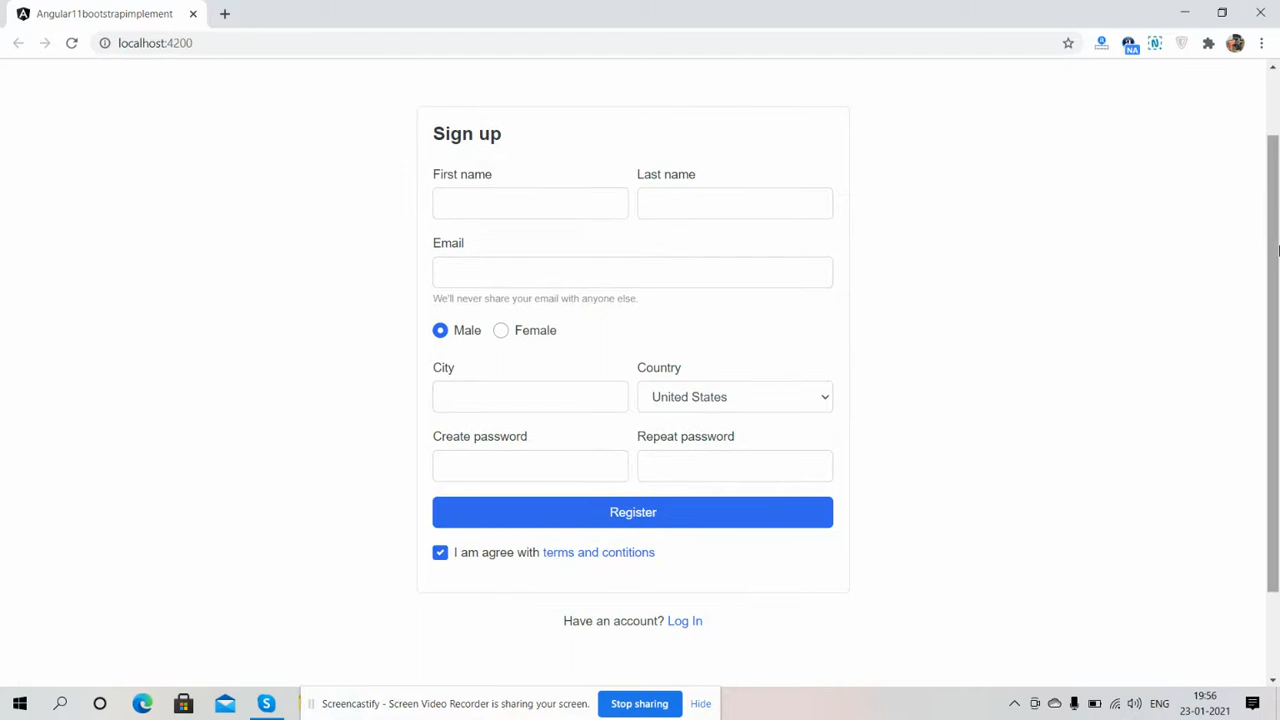 Angular11bootstrapimplement
localhost:4200
NA
N
Sign up
First name Last name
Email
We'll never share your email with anyone else.
Male Female
City Country
United States
Create password Repeat password
Register
I am agree with terms and contitions
Have an account? Log In
Screencastify - Screen Video Recorder is sharing your screen. Stop sharing Hide
ENG
19:56
23-01-2021